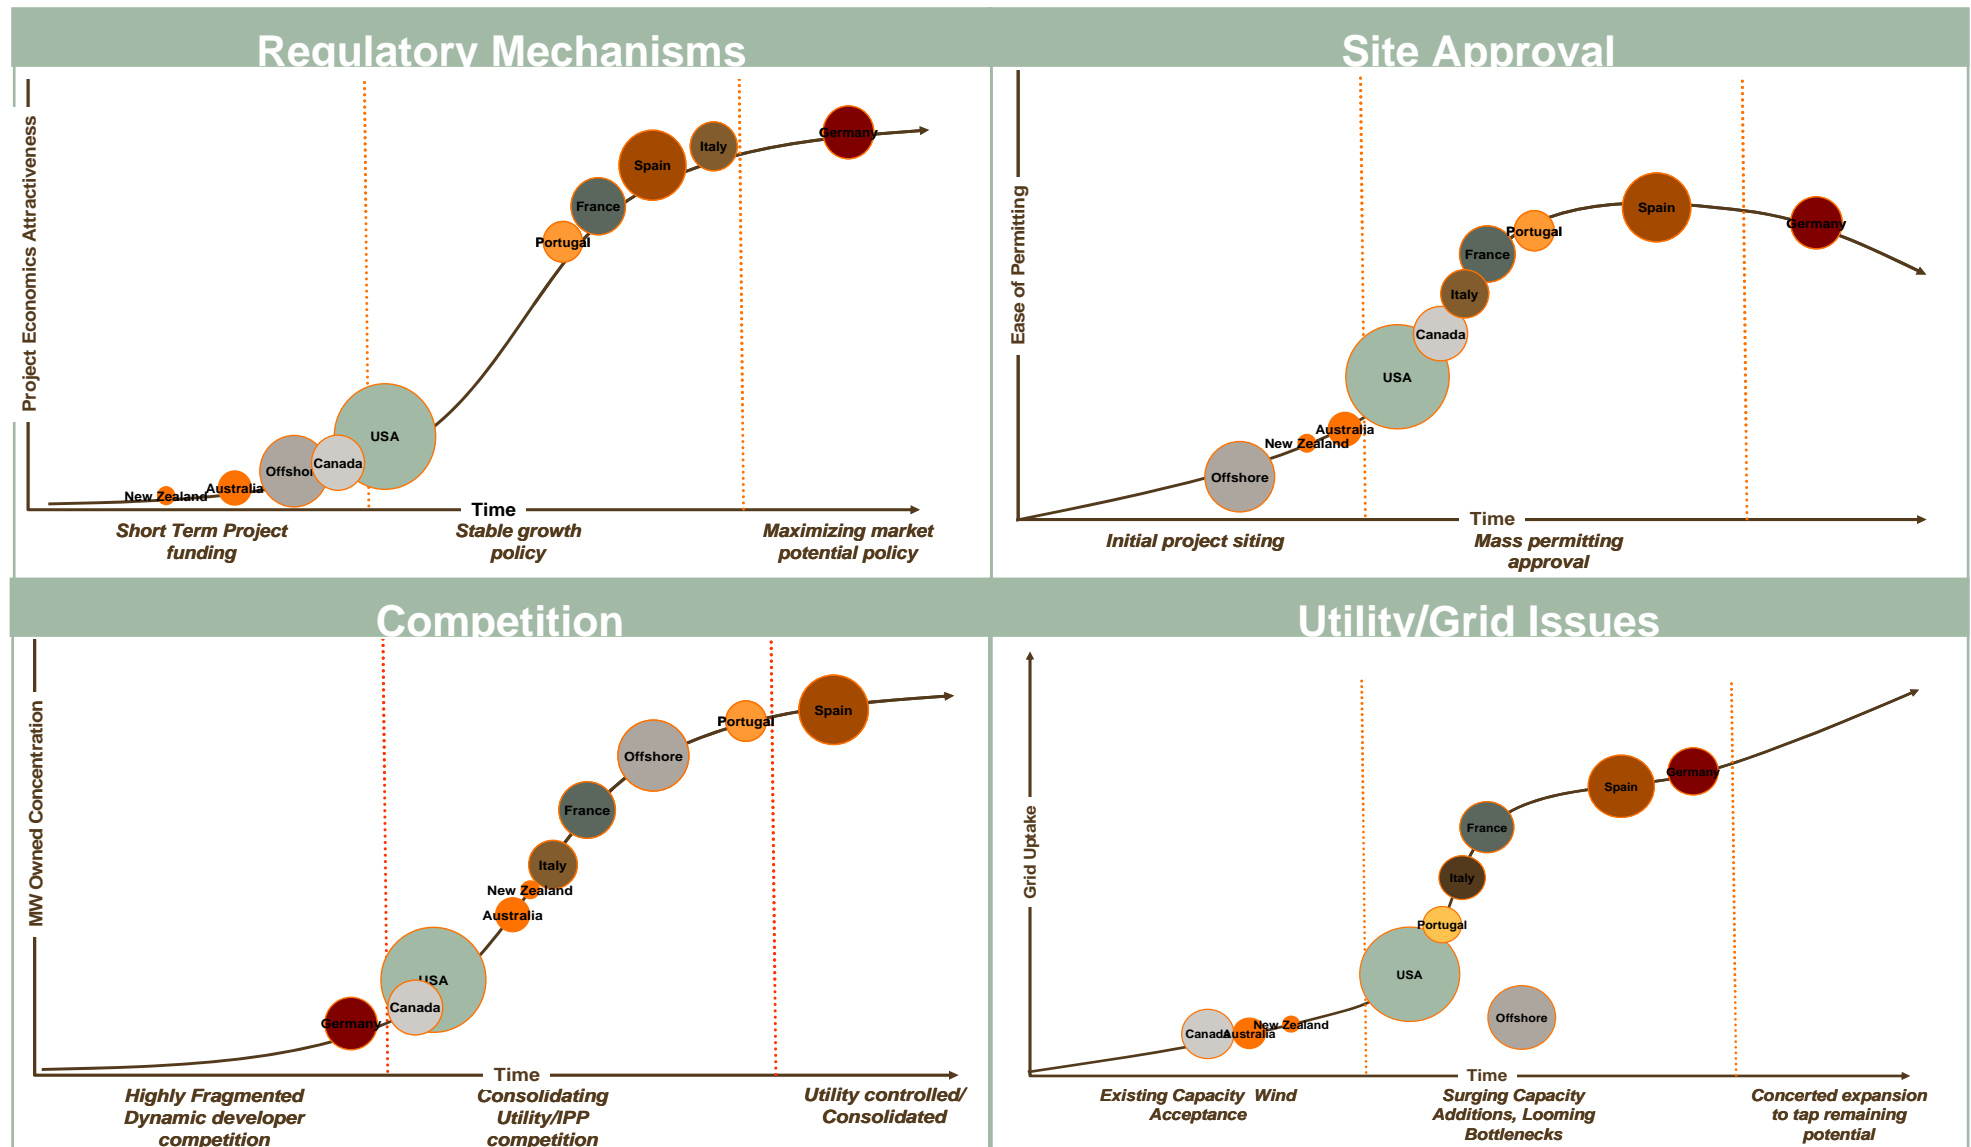 Regulatory Mechanisms
Project Economics Attractiveness
New Zealand
Australia
Offshor
Canada
USA
Portugal
France
Spain
Italy
Germany
Time
Short Term Project
funding
Stable growth
policy
Maximizing market
potential policy
Site Approval
Ease of Permitting
Offshore
New Zealand
Australia
USA
Canada
Italy
France
Portugal
Spain
Germany
Time
Initial project siting
Mass permitting
approval
Competition
MW Owned Concentration
Germany
Canada
USA
Australia
New Zealand
Italy
France
Offshore
Portugal
Spain
Time
Highly Fragmented
Dynamic developer
competition
Consolidating
Utility/IPP
competition
Utility controlled/
Consolidated
Utility/Grid Issues
Grid Uptake
Canada
Australia
New Zealand
USA
Portugal
Italy
France
Offshore
Spain
Germany
Time
Existing Capacity Wind
Acceptance
Surging Capacity
Additions, Looming
Bottlenecks
Concerted expansion
to tap remaining
potential